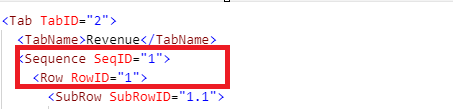 <Tab TabID="2">
<TabName>Revenue</TabName>
<Sequence SeqID="1">
<Row RowID="1">
<SubRow SubRowID="1.1">